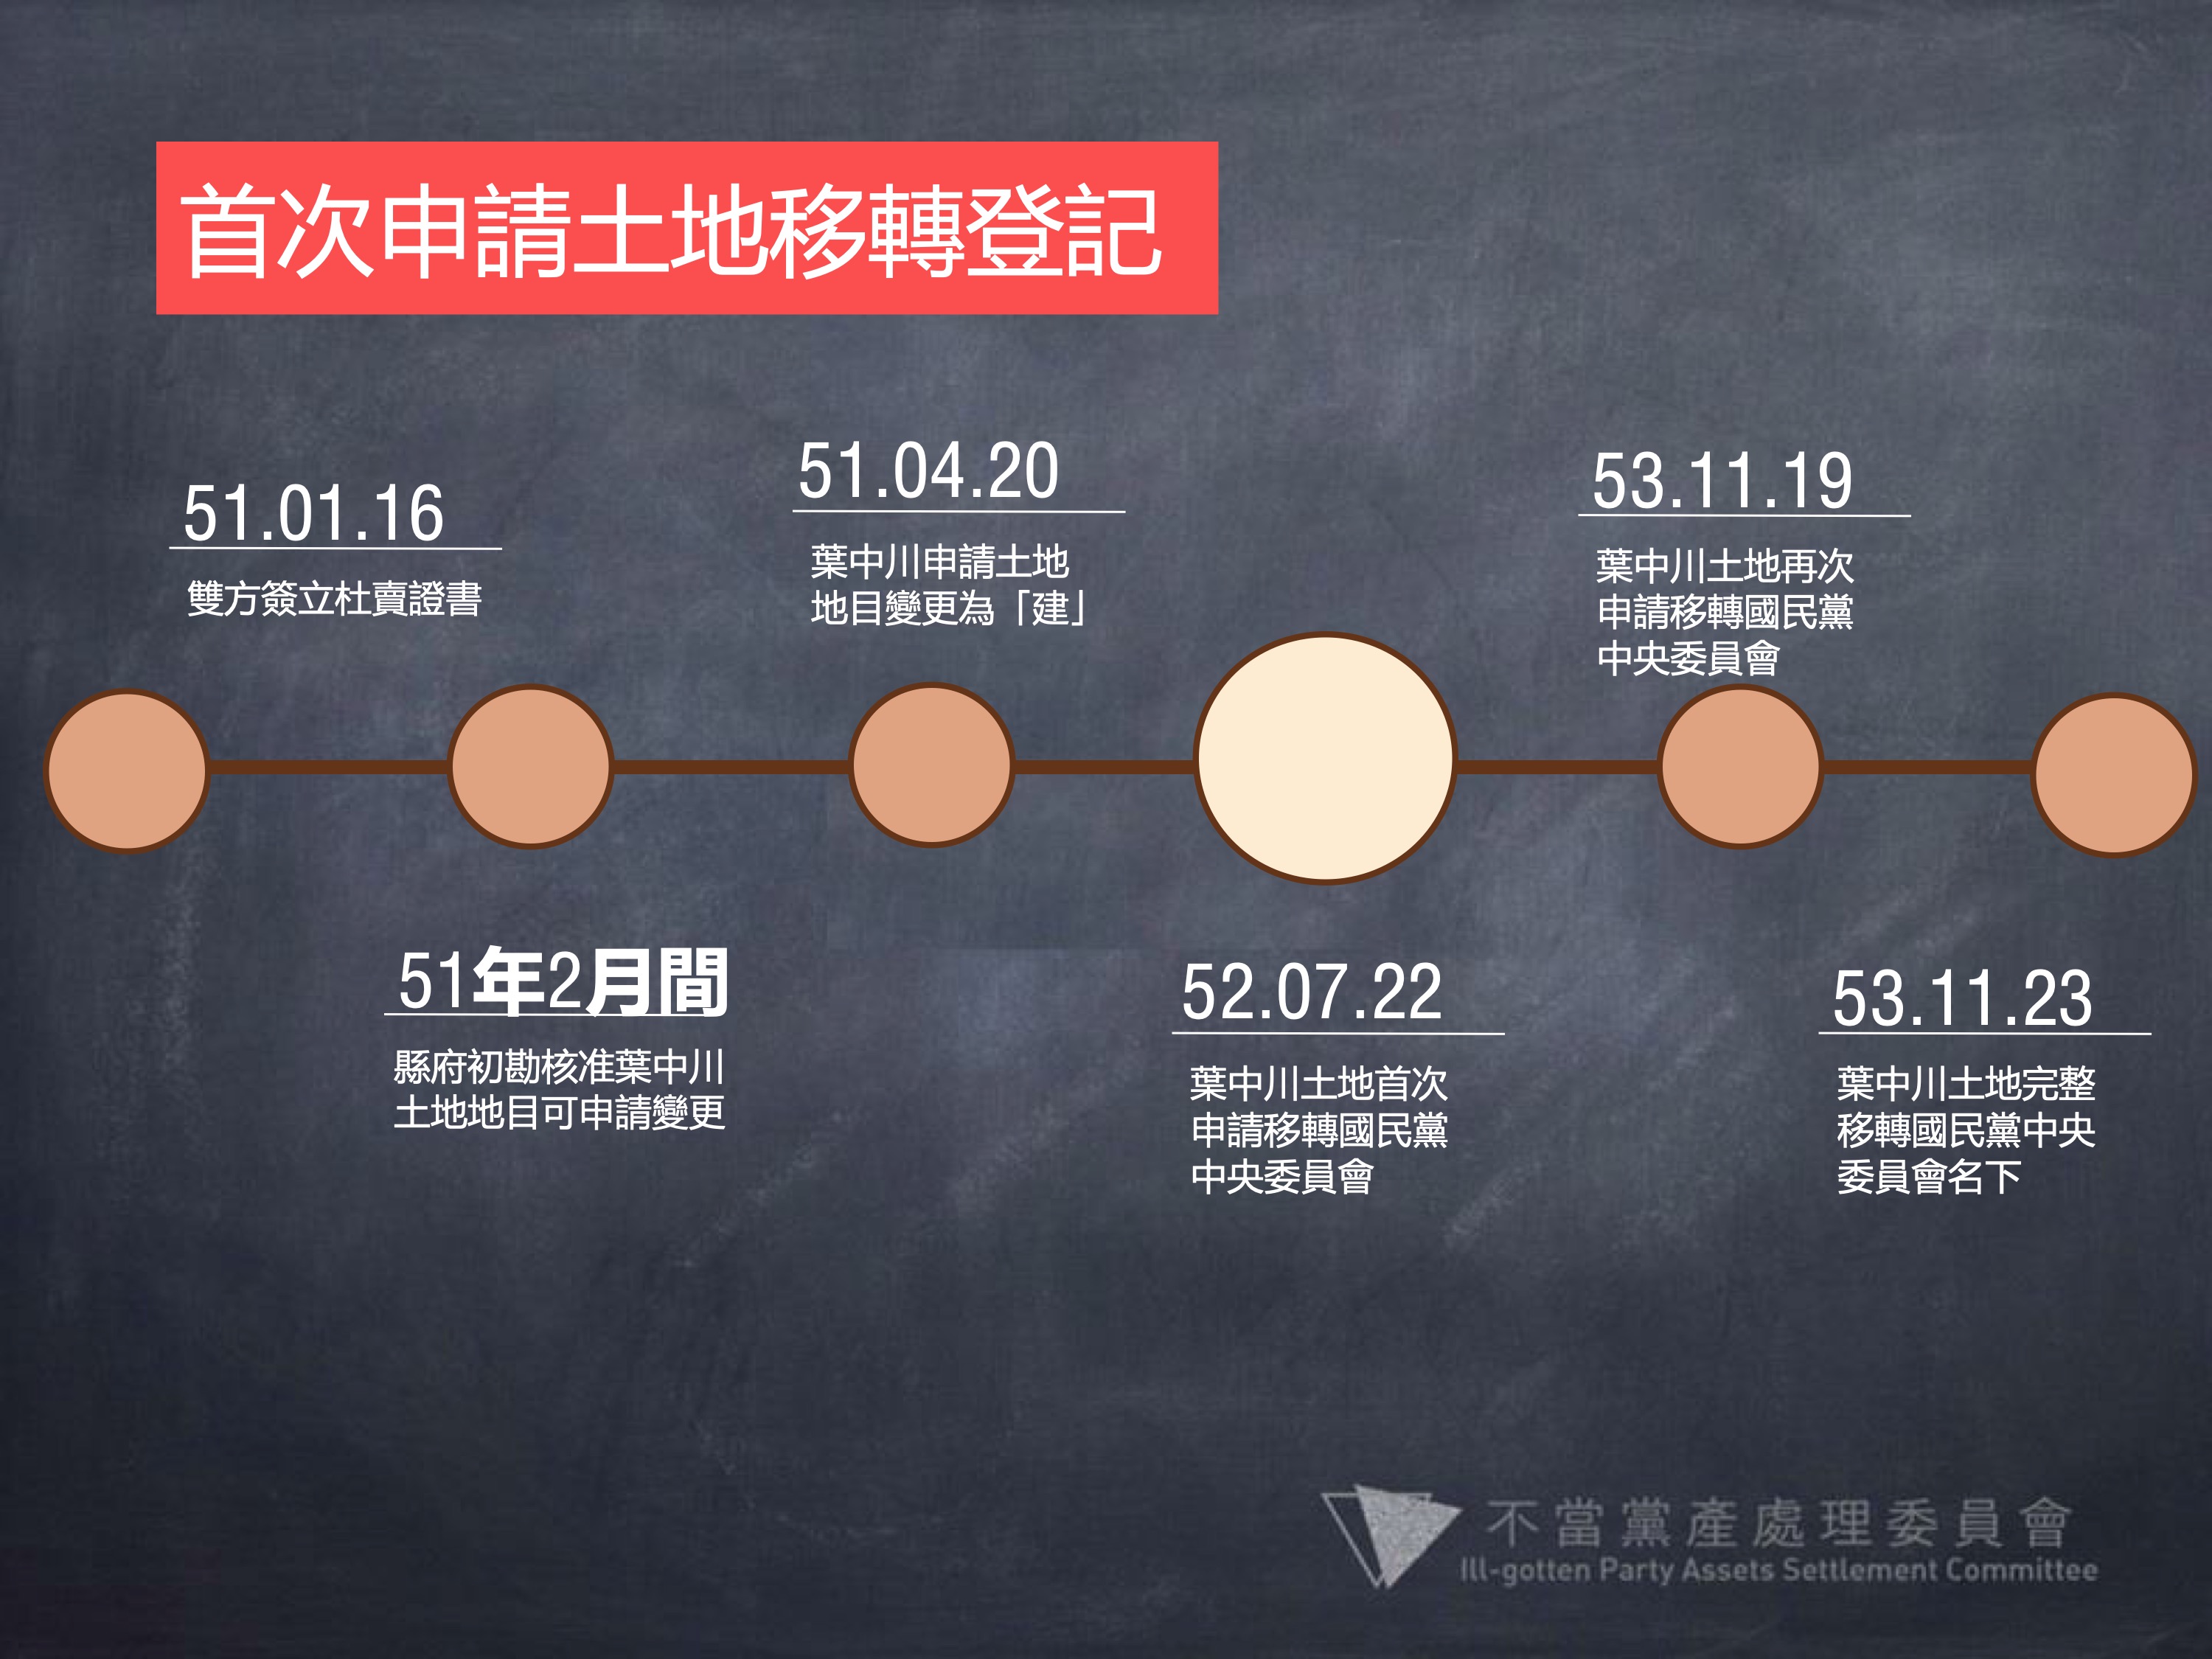 首次申請土地移轉登記
51.01.16
雙方簽立杜賣證書
51年2月間
縣府初勘核准葉中川
土地地目可申請變更
51.04.20
葉中川申請土地
地目變更為「建」
52.07.22
葉中川土地首次
申請移轉國民黨
中央委員會
53.11.19
葉中川土地再次
申請移轉國民黨
中央委員會
53.11.23
葉中川土地完整
移轉國民黨中央
委員會名下
不當黨產處理委員會
Ill-gotten Party Assets Settlement Committee